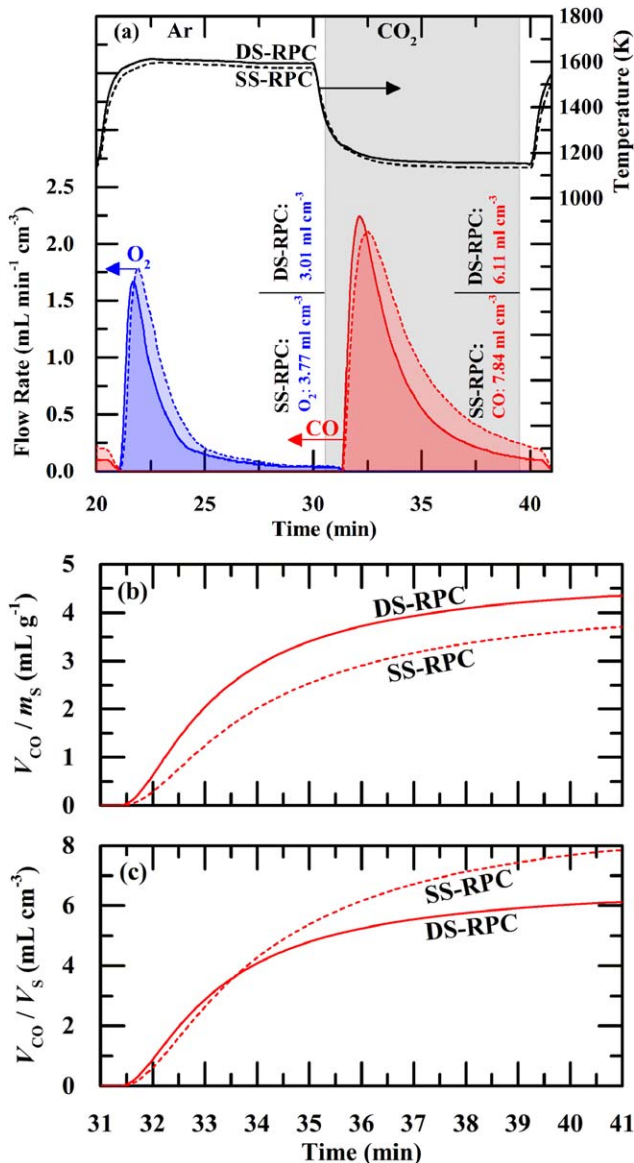 (a) Ar CO₂
DS-RPC
SS-RPC
1800
1600
1400
1200
1000
Temperature (K)
2.5
2.0
1.5
1.0
0.5
0.0
Flow Rate (mL min⁻¹ cm⁻³)
O₂
CO
DS-RPC:
3.01 ml cm⁻³
SS-RPC:
O₂: 3.77 ml cm⁻³
DS-RPC:
6.11 ml cm⁻³
SS-RPC:
CO: 7.84 ml cm⁻³
20 25 30 35 40
Time (min)
(b)
5
4
3
2
1
0
V_CO / m_S (mL g⁻¹)
DS-RPC
SS-RPC
(c)
8
6
4
2
0
V_CO / V_S (mL cm⁻³)
SS-RPC
DS-RPC
31 32 33 34 35 36 37 38 39 40 41
Time (min)